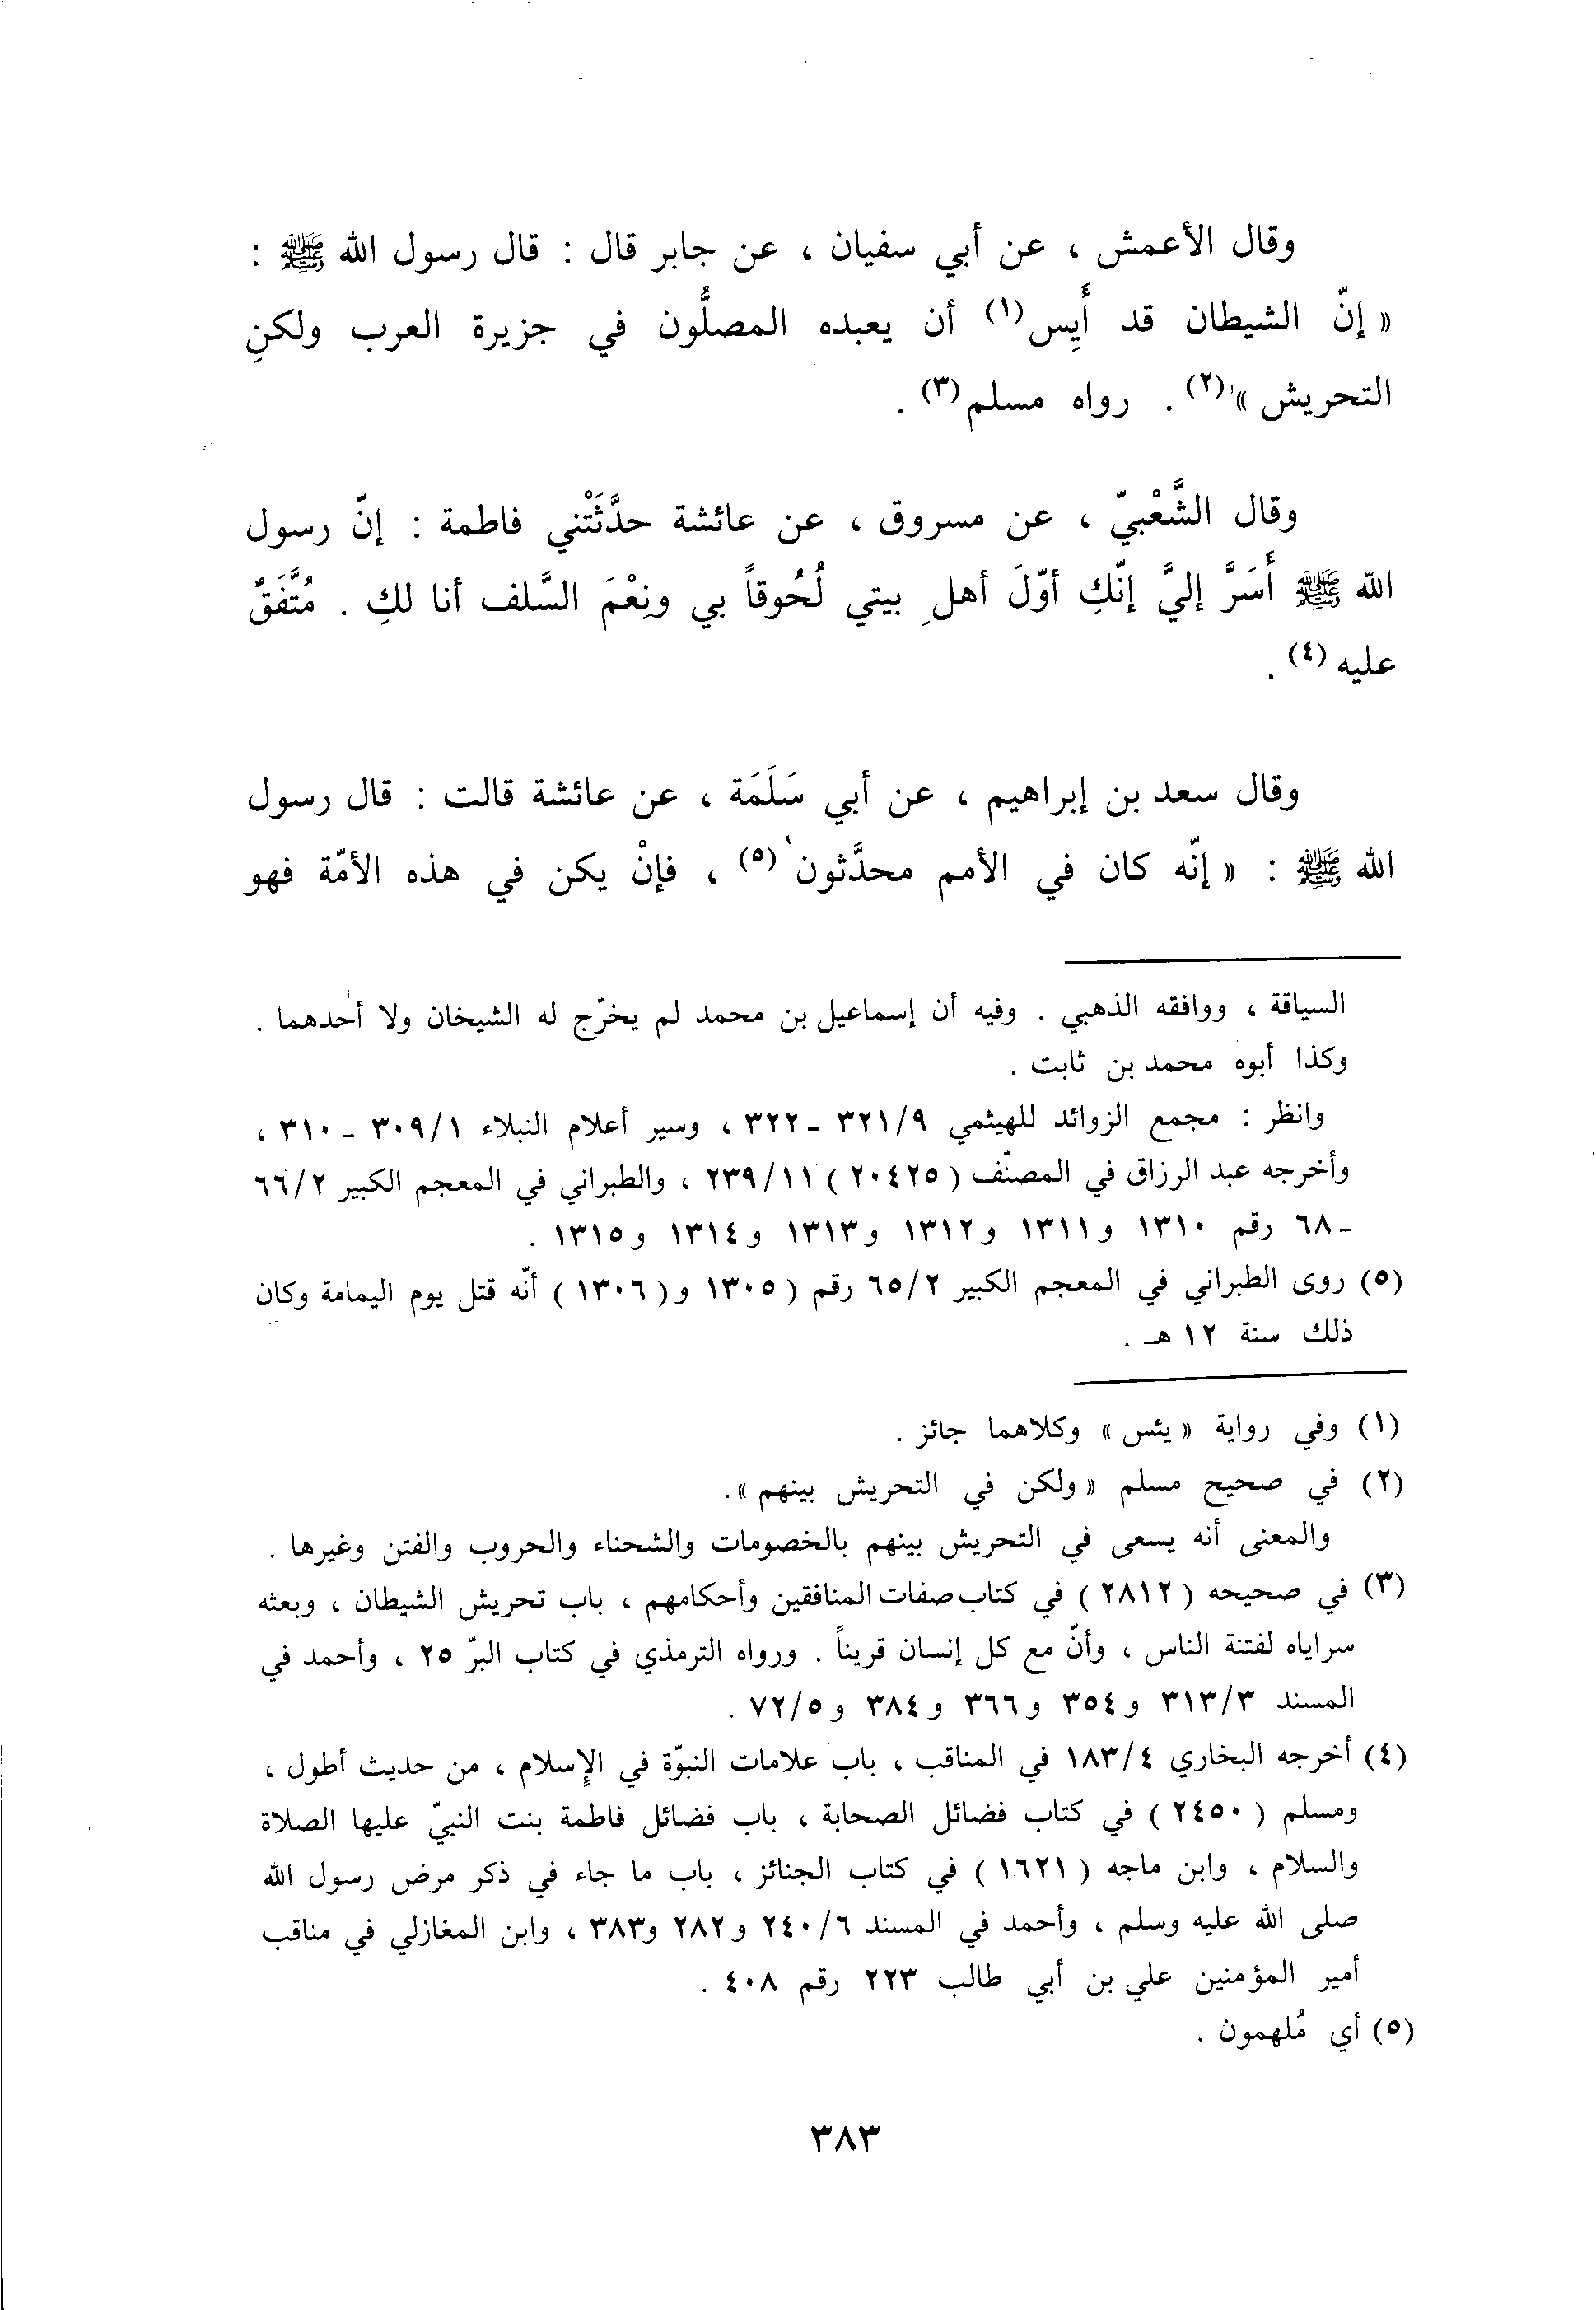 وقال الأعمش ، عن أبي سفيان ، عن جابر قال : قال رسول الله ﷺ :
« إنّ الشيطان قد أَيِس(١) أن يعبده المصلُّون في جزيرة العرب ولكنِ
التحريش »(٢) . رواه مسلم(٣) .
وقال الشَّعْبيّ ، عن مسروق ، عن عائشة حدَّثَتْني فاطمة : إنّ رسول
الله ﷺ أَسَرَّ إليَّ إنّكِ أوّلَ أهلِ بيتي لُحُوقاً بي ونِعْمَ السَّلف أنا لكِ . مُتَّفَقٌ
عليه (٤) .
وقال سعد بن إبراهيم ، عن أبي سَلَمَة ، عن عائشة قالت : قال رسول
الله ﷺ : « إنّه كان في الأمم محدَّثون (٥) ، فإنْ يكن في هذه الأمّة فهو
السياقة ، ووافقه الذهبي . وفيه أن إسماعيل بن محمد لم يخرّج له الشيخان ولا أحدهما .
وكذا أبوه محمد بن ثابت .
وانظر : مجمع الزوائد للهيثمي ٣٢١/٩ - ٣٢٢ ، وسير أعلام النبلاء ٣٠٩/١ - ٣١٠ ،
وأخرجه عبد الرزاق في المصنّف ( ٢٠٤٢٥ ) ٢٣٩/١١ ، والطبراني في المعجم الكبير ٦٦/٢
- ٦٨ رقم ١٣١٠ و١٣١١ و١٣١٢ و١٣١٣ و١٣١٤ و١٣١٥ .
(٥) روى الطبراني في المعجم الكبير ٦٥/٢ رقم ( ١٣٠٥ و( ١٣٠٦ ) أنّه قتل يوم اليمامة وكان
ذلك سنة ١٢ هـ .
(١) وفي رواية « يئس » وكلاهما جائز .
(٢) في صحيح مسلم « ولكن في التحريش بينهم ».
والمعنى أنه يسعى في التحريش بينهم بالخصومات والشحناء والحروب والفتن وغيرها .
(٣) في صحيحه ( ٢٨١٢ ) في كتاب صفات المنافقين وأحكامهم ، باب تحريش الشيطان ، وبعثه
سراياه لفتنة الناس ، وأنّ مع كل إنسان قريناً . ورواه الترمذي في كتاب البرّ ٢٥ ، وأحمد في
المسند ٣١٣/٣ و٣٥٤ و٣٦٦ و٣٨٤ و٧٢/٥ .
(٤) أخرجه البخاري ١٨٣/٤ في المناقب ، باب علامات النبوّة في الإسلام ، من حديث أطول ،
ومسلم ( ٢٤٥٠ ) في كتاب فضائل الصحابة ، باب فضائل فاطمة بنت النبيّ عليها الصلاة
والسلام ، وابن ماجه ( ١٦٢١ ) في كتاب الجنائز ، باب ما جاء في ذكر مرض رسول الله
صلى الله عليه وسلم ، وأحمد في المسند ٢٤٠/٦ و٢٨٢ و٣٨٣ ، وابن المغازلي في مناقب
أمير المؤمنين علي بن أبي طالب ٢٢٣ رقم ٤٠٨ .
(٥) أي مُلهمون .
٣٨٣